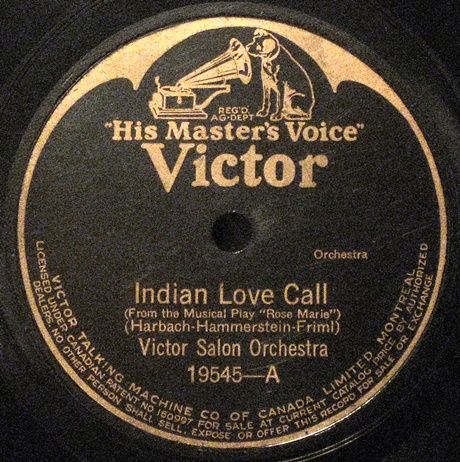 REG'D.
AG-DEPT
"His Master's Voice"
Victor
Orchestra
Indian Love Call
(From the Musical Play "Rose Marie")
(Harbach-Hammerstein-Friml)
Victor Salon Orchestra
19545—A
VICTOR TALKING MACHINE CO OF CANADA, LIMITED, MONTREAL
LICENSED UNDER CANADIAN PATENT NO 160997 FOR SALE AT CURRENT CATALOG PRICE BY AUTHORIZED
DEALERS, NO OTHER PERSON SHALL SELL, EXPOSE OR OFFER THIS RECORD FOR SALE OR EXCHANGE